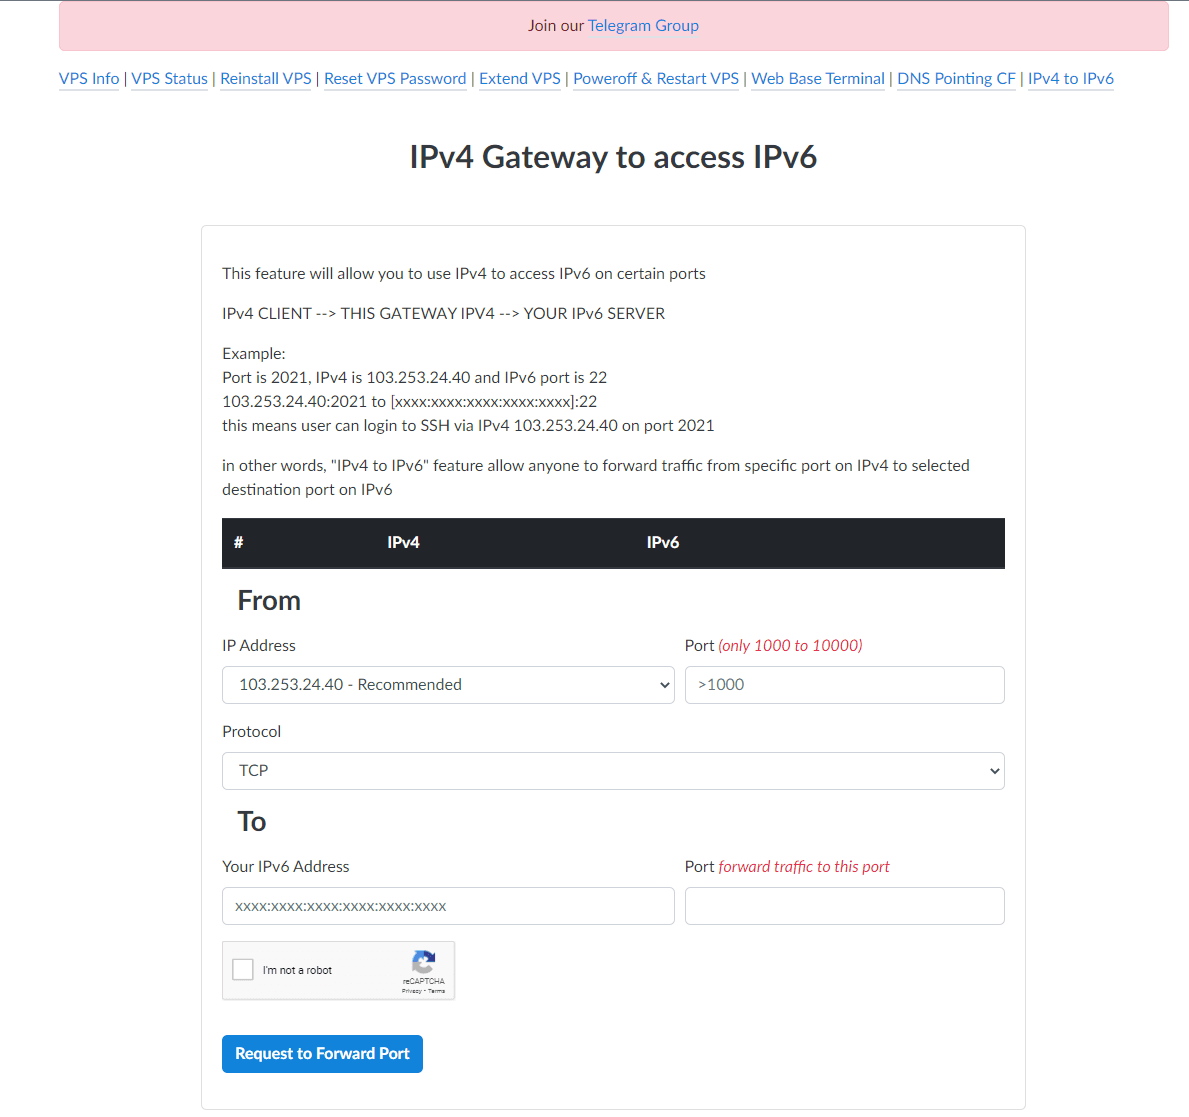 Join our Telegram Group
VPS Info | VPS Status | Reinstall VPS | Reset VPS Password | Extend VPS | Poweroff & Restart VPS | Web Base Terminal | DNS Pointing CF | IPv4 to IPv6
IPv4 Gateway to access IPv6
This feature will allow you to use IPv4 to access IPv6 on certain ports
IPv4 CLIENT --> THIS GATEWAY IPV4 --> YOUR IPv6 SERVER
Example:
Port is 2021, IPv4 is 103.253.24.40 and IPv6 port is 22
103.253.24.40:2021 to [xxxx:xxxx:xxxx:xxxx:xxxx]:22
this means user can login to SSH via IPv4 103.253.24.40 on port 2021
in other words, "IPv4 to IPv6" feature allow anyone to forward traffic from specific port on IPv4 to selected
destination port on IPv6
# IPv4 IPv6
From
IP Address Port (only 1000 to 10000)
103.253.24.40 - Recommended >1000
Protocol
TCP
To
Your IPv6 Address Port forward traffic to this port
xxxx:xxxx:xxxx:xxxx:xxxx:xxxx
I'm not a robot
reCAPTCHA
Privacy - Terms
Request to Forward Port